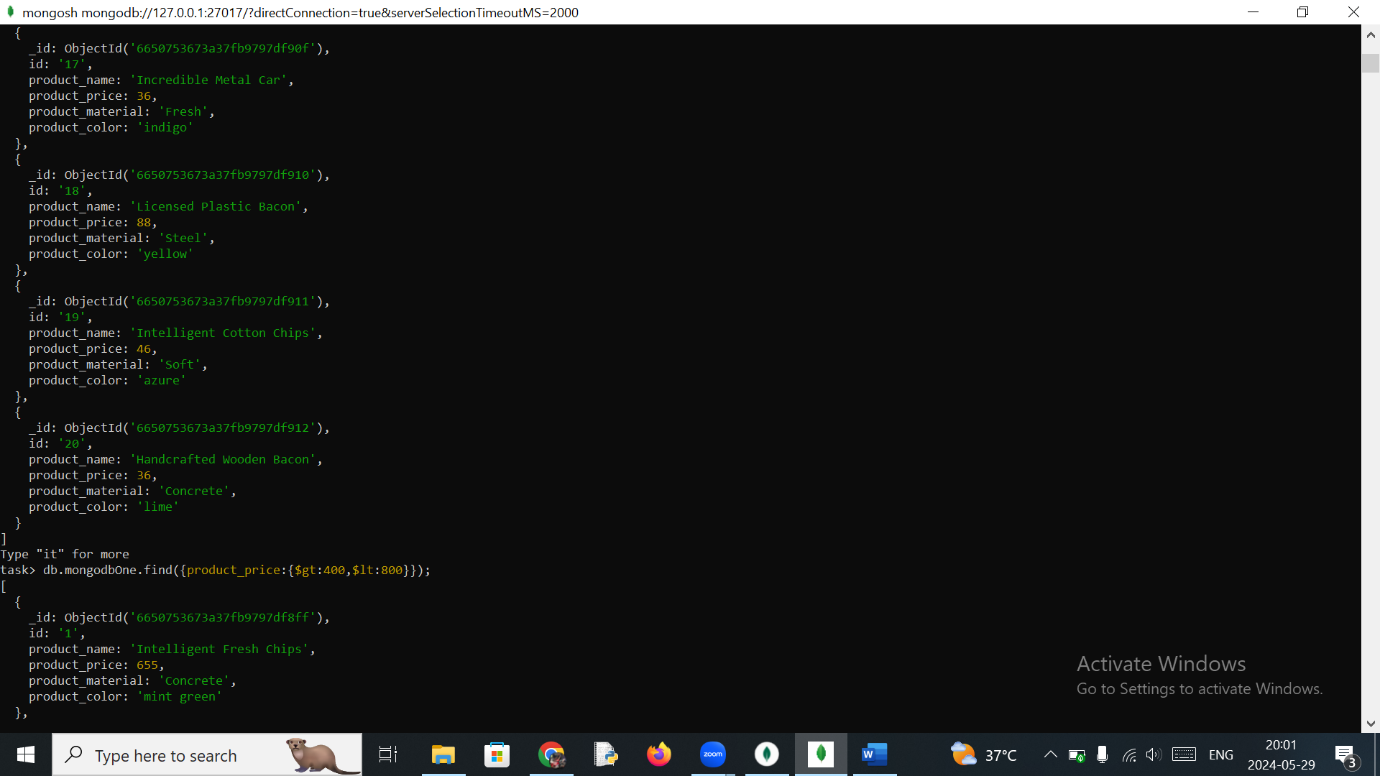 mongosh mongodb://127.0.0.1:27017/?directConnection=true&serverSelectionTimeoutMS=2000
{
_id: ObjectId('6650753673a37fb9797df90f'),
id: '17',
product_name: 'Incredible Metal Car',
product_price: 36,
product_material: 'Fresh',
product_color: 'indigo'
},
{
_id: ObjectId('6650753673a37fb9797df910'),
id: '18',
product_name: 'Licensed Plastic Bacon',
product_price: 88,
product_material: 'Steel',
product_color: 'yellow'
},
{
_id: ObjectId('6650753673a37fb9797df911'),
id: '19',
product_name: 'Intelligent Cotton Chips',
product_price: 46,
product_material: 'Soft',
product_color: 'azure'
},
{
_id: ObjectId('6650753673a37fb9797df912'),
id: '20',
product_name: 'Handcrafted Wooden Bacon',
product_price: 36,
product_material: 'Concrete',
product_color: 'lime'
}
]
Type "it" for more
task> db.mongodbOne.find({product_price:{$gt:400,$lt:800}});
[
{
_id: ObjectId('6650753673a37fb9797df8ff'),
id: '1',
product_name: 'Intelligent Fresh Chips',
product_price: 655,
product_material: 'Concrete',
product_color: 'mint green'
},
Activate Windows
Go to Settings to activate Windows.
Type here to search
zoom
W
37°C
ENG
20:01
2024-05-29
3